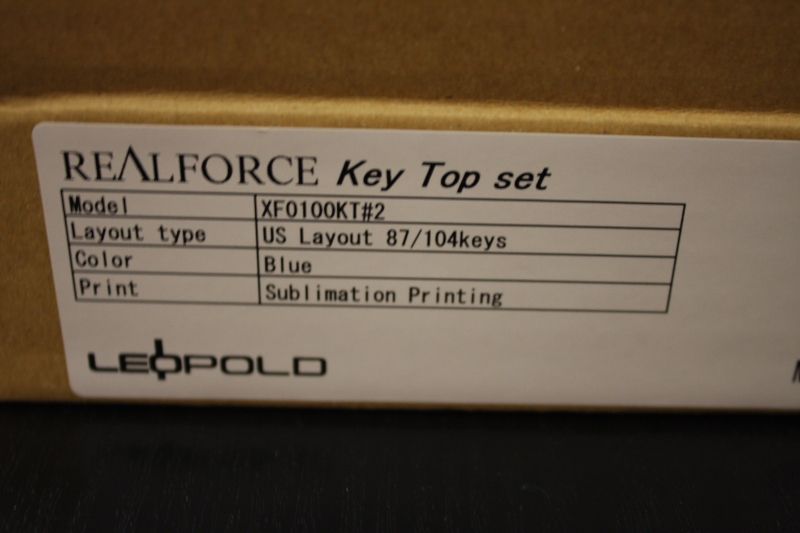 REALFORCE Key Top set
Model XF0100KT#2
Layout type US Layout 87/104keys
Color Blue
Print Sublimation Printing
LEOPOLD